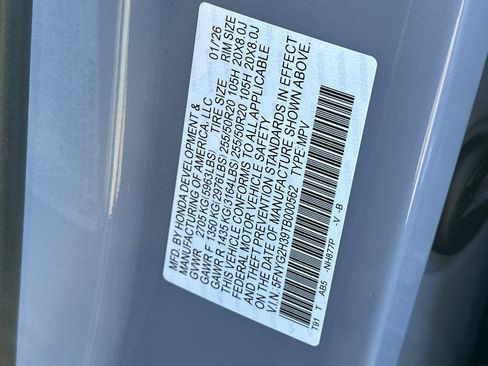 MFD. BY HONDA DEVELOPMENT &
MANUFACTURING OF AMERICA, LLC 01/26
GVWR 2705 KG(5963LBS) TIRE SIZE RIM SIZE
GAWR F 1350 KG(2976LBS) 255/50R20 105H 20X8.0J
GAWR R 1435 KG(3164LBS) 255/50R20 105H 20X8.0J
THIS VEHICLE CONFORMS TO ALL APPLICABLE
FEDERAL MOTOR VEHICLE SAFETY
AND THEFT PREVENTION STANDARDS IN EFFECT
ON THE DATE OF MANUFACTURE SHOWN ABOVE.
V.I.N.:5FNYG2H39TB000562 TYPE:MPV
T91 T AB5 -NH877P -V -B